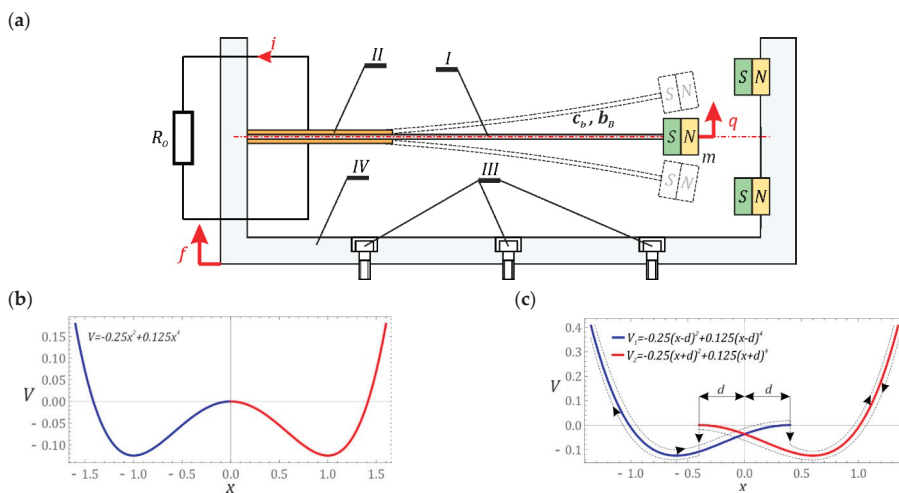 (a)
i
II
I
S N
S N
R₀
c_b , b_B
S N
q
m
S N
IV
III
S N
f
(b)
(c)
V=-0.25x²+0.125x⁴
V₁=-0.25(x-d)²+0.125(x-d)⁴
V₂=-0.25(x+d)²+0.125(x+d)⁴
V
0.15
0.10
0.05
0.00
- 0.05
- 0.10
- 1.5
- 1.0
- 0.5
0.0
0.5
1.0
1.5
x
V
0.4
0.3
0.2
0.1
0
- 0.1
d
d
- 1.0
- 0.5
0.0
0.5
1.0
x